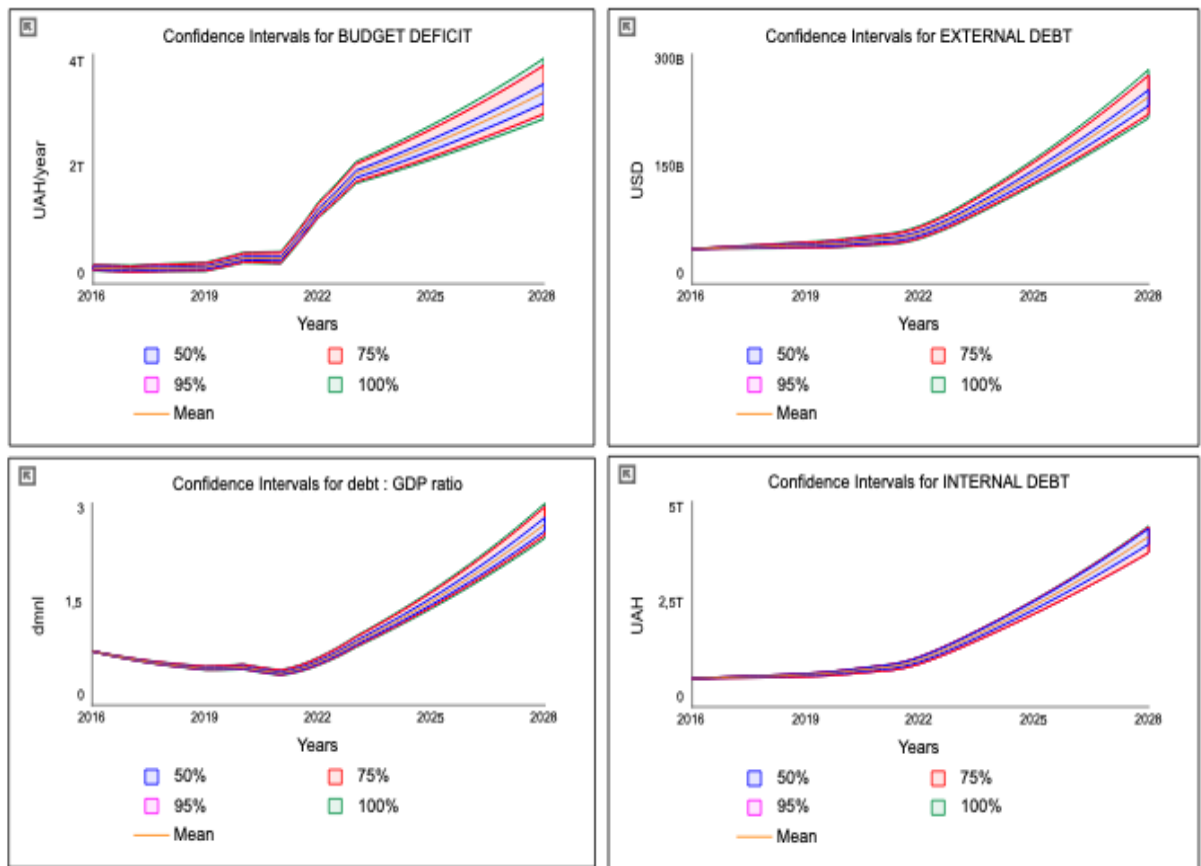 Confidence Intervals for BUDGET DEFICIT
4T
2T
0
UAH/year
2016 2019 2022 2025 2028
Years
50% 75%
95% 100%
Mean
Confidence Intervals for EXTERNAL DEBT
300B
150B
0
USD
2016 2019 2022 2025 2028
Years
50% 75%
95% 100%
Mean
Confidence Intervals for debt : GDP ratio
3
1,5
0
dmnl
2016 2019 2022 2025 2028
Years
50% 75%
95% 100%
Mean
Confidence Intervals for INTERNAL DEBT
5T
2,5T
0
UAH
2016 2019 2022 2025 2028
Years
50% 75%
95% 100%
Mean